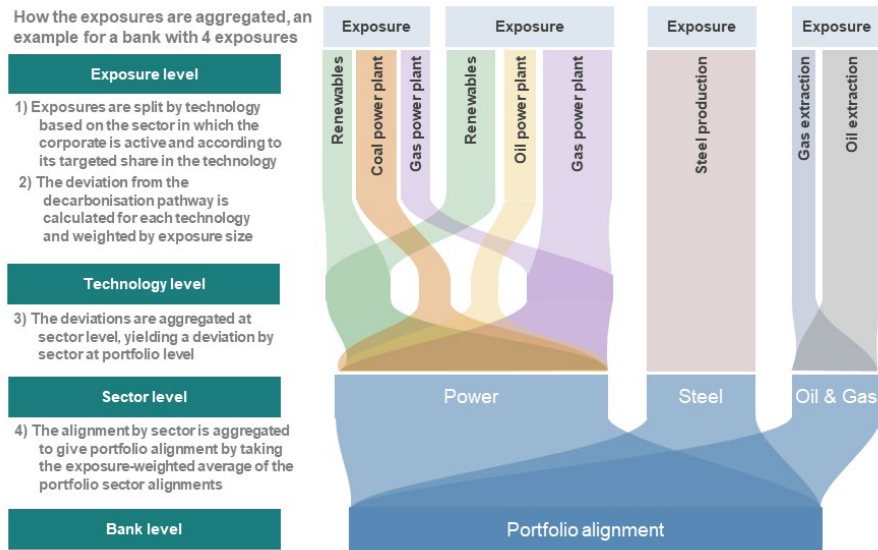 How the exposures are aggregated, an
example for a bank with 4 exposures
Exposure level
1) Exposures are split by technology
based on the sector in which the
corporate is active and according to
its targeted share in the technology
2) The deviation from the
decarbonisation pathway is
calculated for each technology
and weighted by exposure size
Technology level
3) The deviations are aggregated at
sector level, yielding a deviation by
sector at portfolio level
Sector level
4) The alignment by sector is aggregated
to give portfolio alignment by taking
the exposure-weighted average of the
portfolio sector alignments
Bank level
Exposure
Exposure
Exposure
Exposure
Renewables
Coal power plant
Gas power plant
Renewables
Oil power plant
Gas power plant
Steel production
Gas extraction
Oil extraction
Power
Steel
Oil & Gas
Portfolio alignment